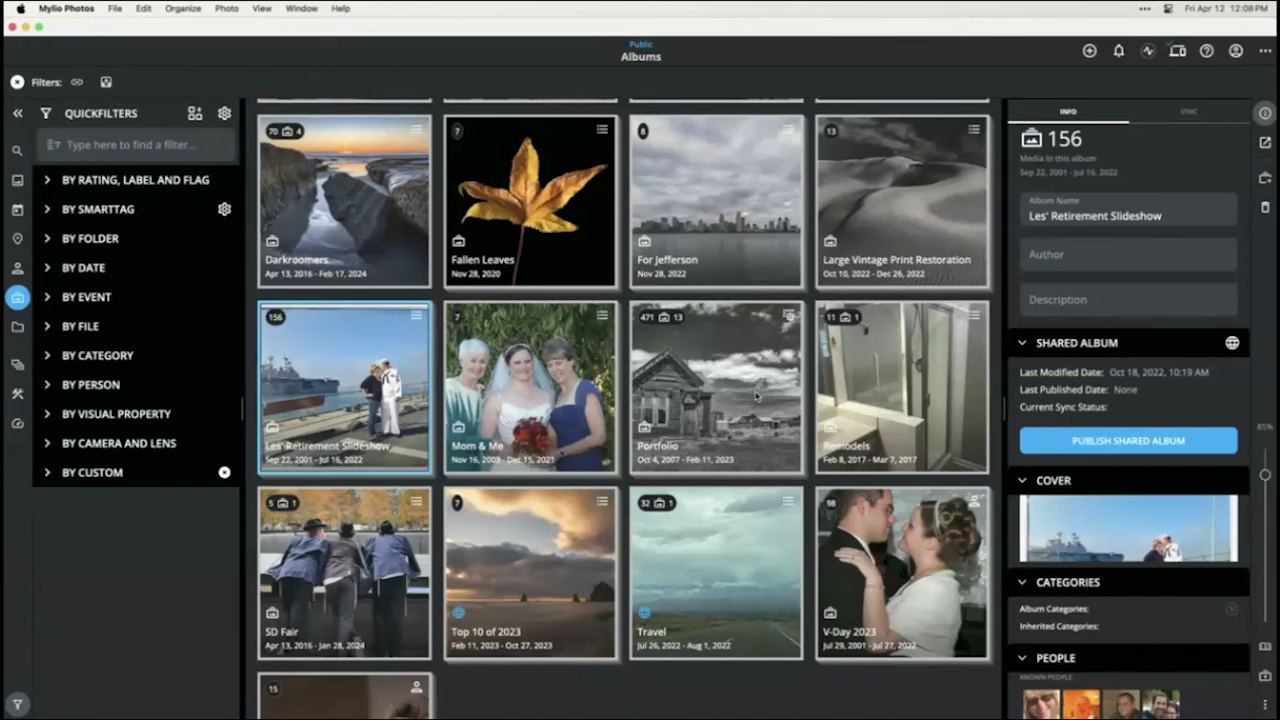 Mylio Photos File Edit Organize Photo View Window Help
Fri Apr 12 12:08 PM
Public
Albums
Filters:
QUICKFILTERS
Type here to find a filter...
BY RATING, LABEL AND FLAG
BY SMARTTAG
BY FOLDER
BY DATE
BY EVENT
BY FILE
BY CATEGORY
BY PERSON
BY VISUAL PROPERTY
BY CAMERA AND LENS
BY CUSTOM
70 4
Darkroomers
Apr 13, 2016 - Feb 17, 2024
7
Fallen Leaves
Nov 28, 2020
8
For Jefferson
Nov 28, 2022
13
Large Vintage Print Restoration
Oct 10, 2022 - Dec 26, 2022
156
Les' Retirement Slideshow
Sep 22, 2001 - Jul 16, 2022
7
Mom & Me
Nov 16, 2003 - Dec 15, 2021
471 13
Portfolio
Oct 4, 2007 - Feb 11, 2023
11 1
Remodels
Feb 8, 2017 - Mar 7, 2017
5 1
SD Fair
Apr 13, 2016 - Jan 28, 2024
7
Top 10 of 2023
Feb 11, 2023 - Oct 27, 2023
32 1
Travel
Jul 26, 2022 - Aug 1, 2022
98
V-Day 2023
Jul 29, 2001 - Jul 27, 2022
15
INFO SYNC
156
Media in this album
Sep 22, 2001 - Jul 16, 2022
Album Name
Les' Retirement Slideshow
Author
Description
SHARED ALBUM
Last Modified Date: Oct 18, 2022, 10:19 AM
Last Published Date: None
Current Sync Status:
PUBLISH SHARED ALBUM
COVER
CATEGORIES
Album Categories:
Inherited Categories:
PEOPLE
KNOWN PEOPLE
85%